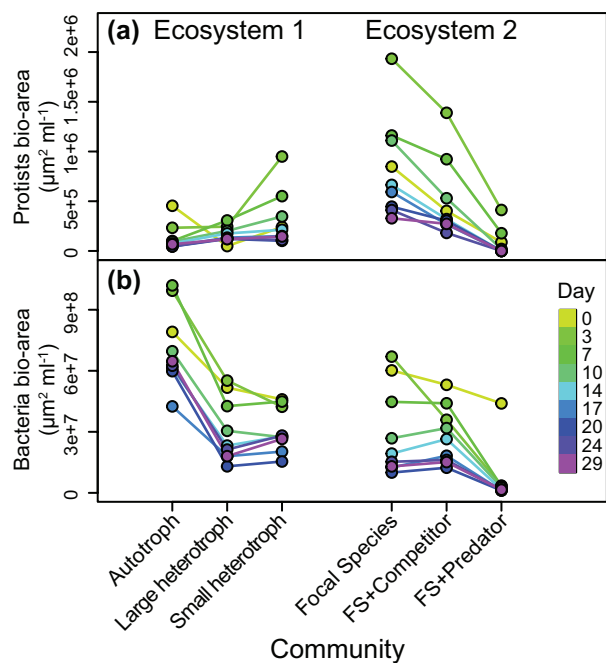 (a) Ecosystem 1 Ecosystem 2
Protists bio-area
(µm² ml⁻¹)
2e+6
1.5e+6
1e+6
5e+5
0
(b)
Bacteria bio-area
(µm² ml⁻¹)
9e+8
6e+7
3e+7
0
Day
0
3
7
10
14
17
20
24
29
Autotroph
Large heterotroph
Small heterotroph
Focal Species
FS+Competitor
FS+Predator
Community